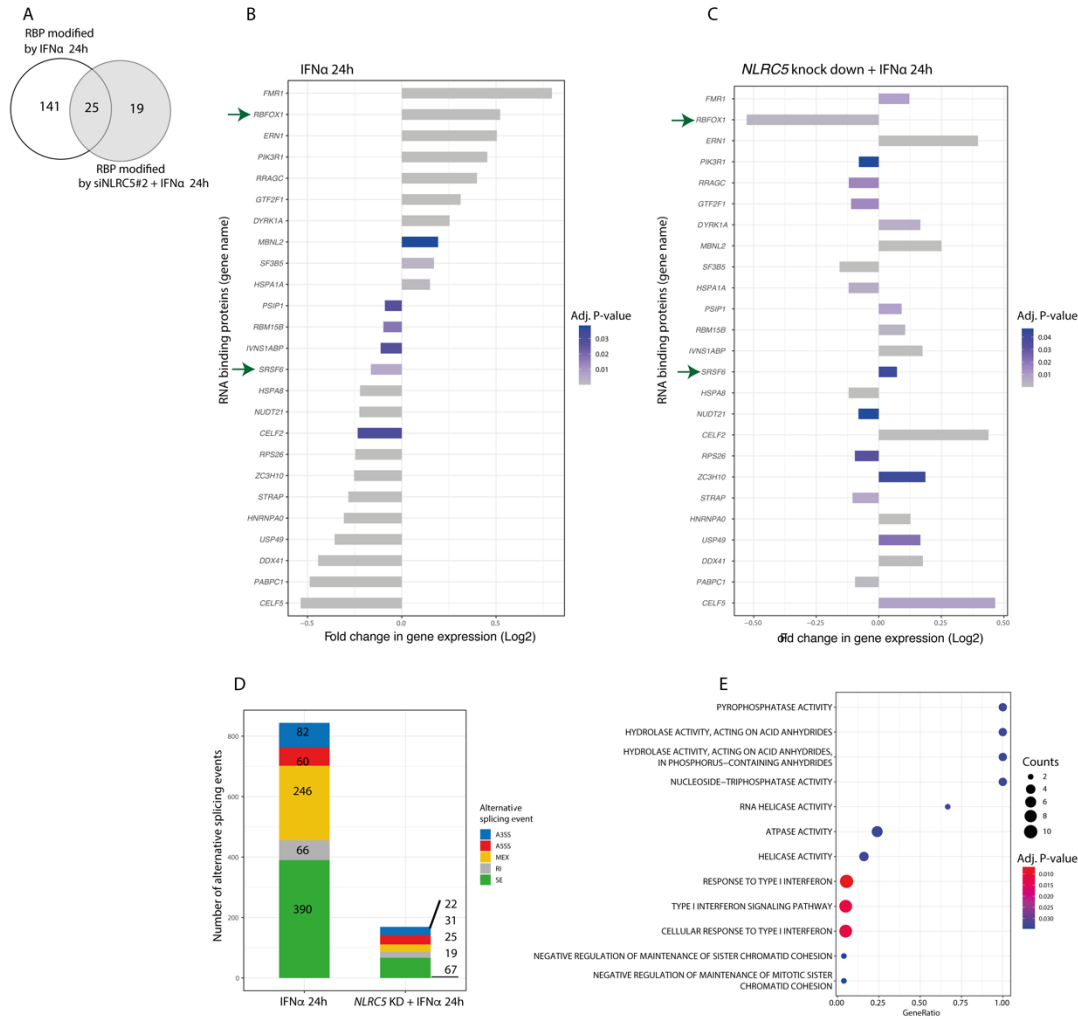 A
RBP modified
by IFNα 24h
141
25
19
RBP modified
by siNLRC5#2 + IFNα 24h
B
IFNα 24h
RNA binding proteins (gene name)
FMR1
RBFOX1
ERN1
PIK3R1
RRAGC
GTF2F1
DYRK1A
MBNL2
SF3B5
HSPA1A
PSIP1
RBM15B
IVNS1ABP
SRSF6
HSPA8
NUDT21
CELF2
RPS26
ZC3H10
STRAP
HNRNPA0
USP49
DDX41
PABPC1
CELF5
−0.5
0.0
0.5
Fold change in gene expression (Log2)
Adj. P-value
0.03
0.02
0.01
C
NLRC5 knock down + IFNα 24h
RNA binding proteins (gene name)
FMR1
RBFOX1
ERN1
PIK3R1
RRAGC
GTF2F1
DYRK1A
MBNL2
SF3B5
HSPA1A
PSIP1
RBM15B
IVNS1ABP
SRSF6
HSPA8
NUDT21
CELF2
RPS26
ZC3H10
STRAP
HNRNPA0
USP49
DDX41
PABPC1
CELF5
−0.50
−0.25
0.00
0.25
0.50
ld change in gene expression (Log2)
Adj. P-value
0.04
0.03
0.02
0.01
D
Number of alternative splicing events
800
600
400
200
0
82
60
246
66
390
22
31
25
19
67
IFNα 24h
NLRC5 KD + IFNα 24h
Alternative
splicing event
A3SS
A5SS
MEX
RI
SE
E
PYROPHOSPHATASE ACTIVITY
HYDROLASE ACTIVITY, ACTING ON ACID ANHYDRIDES
HYDROLASE ACTIVITY, ACTING ON ACID ANHYDRIDES,
IN PHOSPHORUS−CONTAINING ANHYDRIDES
NUCLEOSIDE−TRIPHOSPHATASE ACTIVITY
RNA HELICASE ACTIVITY
ATPASE ACTIVITY
HELICASE ACTIVITY
RESPONSE TO TYPE I INTERFERON
TYPE I INTERFERON SIGNALING PATHWAY
CELLULAR RESPONSE TO TYPE I INTERFERON
NEGATIVE REGULATION OF MAINTENANCE OF SISTER CHROMATID COHESION
NEGATIVE REGULATION OF MAINTENANCE OF MITOTIC SISTER
CHROMATID COHESION
0.00
0.25
0.50
0.75
1.00
GeneRatio
Counts
2
4
6
8
10
Adj. P-value
0.010
0.015
0.020
0.025
0.030